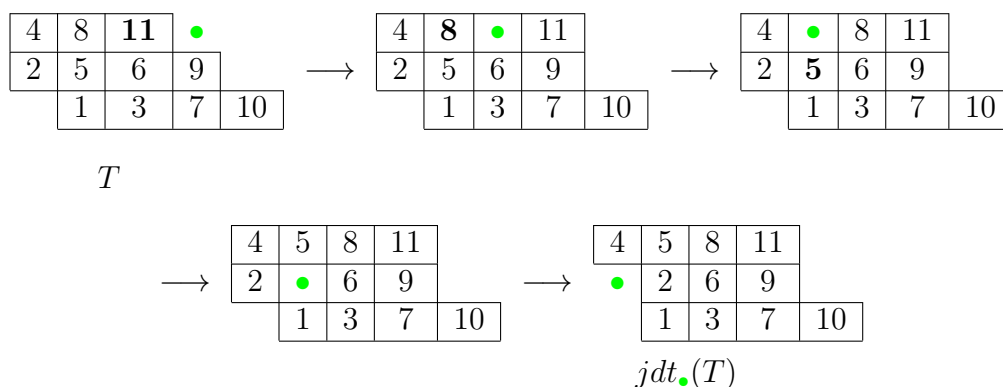 4 8 11 • 4 8 • 11 4 • 8 11
2 5 6 9 ⟶ 2 5 6 9 ⟶ 2 5 6 9
1 3 7 10 1 3 7 10 1 3 7 10
T
4 5 8 11 4 5 8 11
⟶ 2 • 6 9 ⟶ • 2 6 9
1 3 7 10 1 3 7 10
jdt•(T)